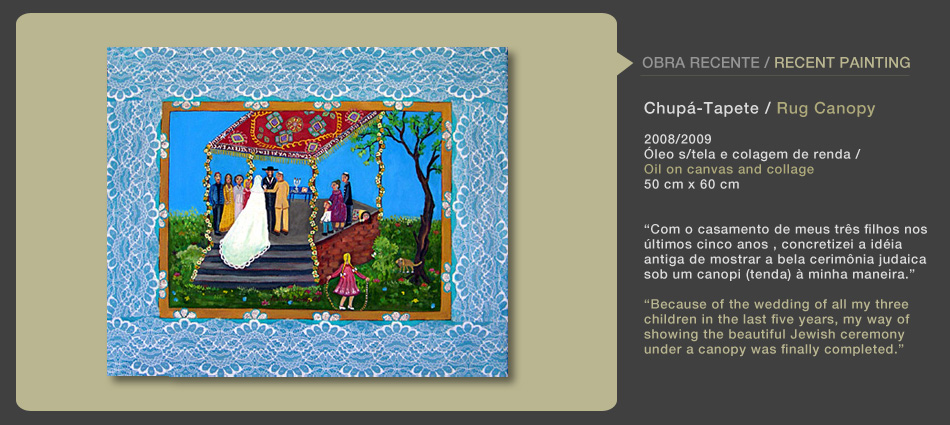 OBRA RECENTE / RECENT PAINTING
Chupá-Tapete / Rug Canopy
2008/2009
Óleo s/tela e colagem de renda /
Oil on canvas and collage
50 cm x 60 cm
“Com o casamento de meus três filhos nos
últimos cinco anos , concretizei a idéia
antiga de mostrar a bela cerimônia judaica
sob um canopi (tenda) à minha maneira.”
“Because of the wedding of all my three
children in the last five years, my way of
showing the beautiful Jewish ceremony
under a canopy was finally completed.”